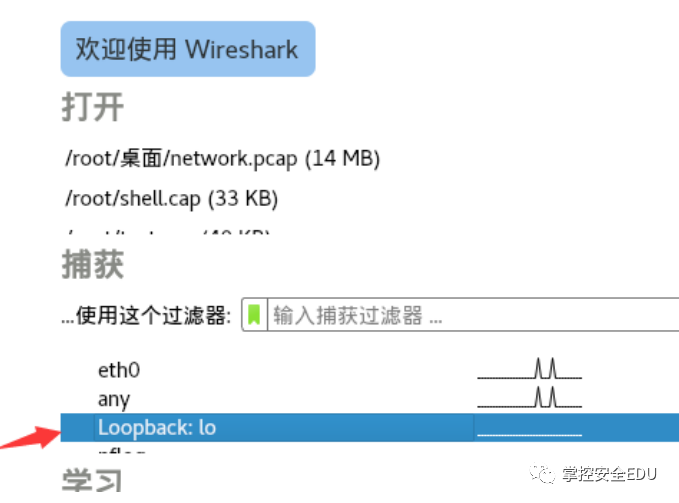 欢迎使用 Wireshark
打开
/root/桌面/network.pcap (14 MB)
/root/shell.cap (33 KB)
捕获
...使用这个过滤器: 输入捕获过滤器 ...
eth0
any
Loopback: lo
学习
掌控安全EDU